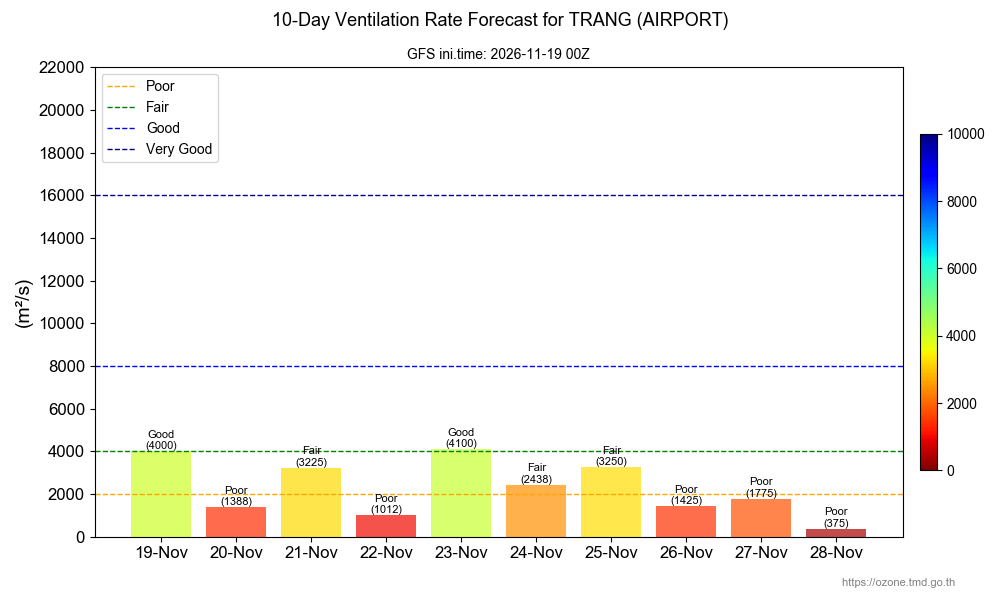 10-Day Ventilation Rate Forecast for TRANG (AIRPORT)
GFS ini.time: 2026-11-19 00Z
(m²/s)
22000
20000
18000
16000
14000
12000
10000
8000
6000
4000
2000
0
Poor
Fair
Good
Very Good
Good
(4000)
Poor
(1388)
Fair
(3225)
Poor
(1012)
Good
(4100)
Fair
(2438)
Fair
(3250)
Poor
(1425)
Poor
(1775)
Poor
(375)
19-Nov 20-Nov 21-Nov 22-Nov 23-Nov 24-Nov 25-Nov 26-Nov 27-Nov 28-Nov
10000
8000
6000
4000
2000
0
https://ozone.tmd.go.th